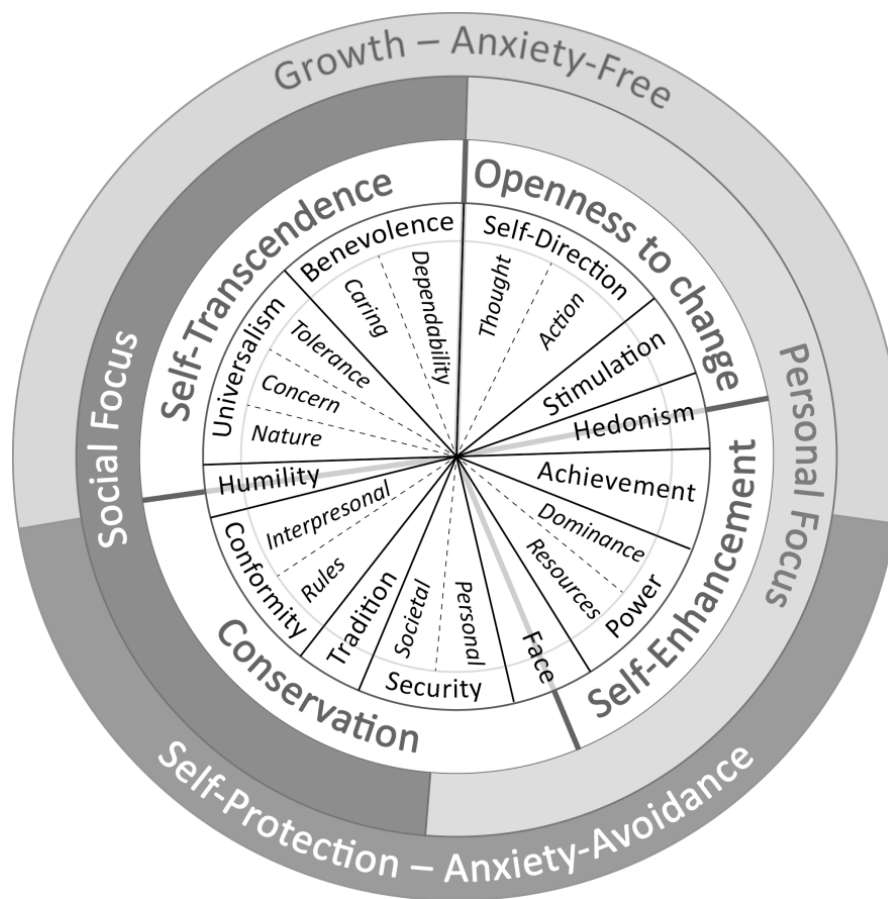 Growth – Anxiety-Free
Social Focus
Personal Focus
Self-Transcendence
Openness to change
Benevolence
Self-Direction
Caring
Dependability
Thought
Action
Universalism
Tolerance
Concern
Nature
Stimulation
Hedonism
Humility
Achievement
Interpresonal
Rules
Conformity
Dominance
Resources
Power
Tradition
Societal
Personal
Security
Face
Conservation
Self-Enhancement
Self-Protection – Anxiety-Avoidance